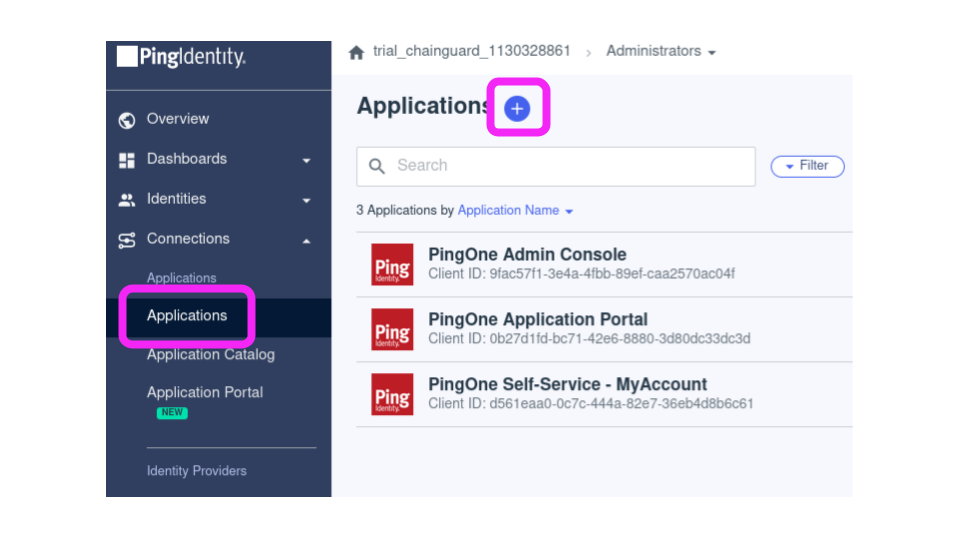 PingIdentity.
trial_chainguard_1130328861 › Administrators
Overview
Dashboards
Identities
Connections
Applications
Applications
Application Catalog
Application Portal
NEW
Identity Providers
Applications +
Search
Filter
3 Applications by Application Name
Ping
Identity.
PingOne Admin Console
Client ID: 9fac57f1-3e4a-4fbb-89ef-caa2570ac04f
Ping
Identity.
PingOne Application Portal
Client ID: 0b27d1fd-bc71-42e6-8880-3d80dc33dc3d
Ping
Identity.
PingOne Self-Service - MyAccount
Client ID: d561eaa0-0c7c-444a-82e7-36eb4d8b6c61